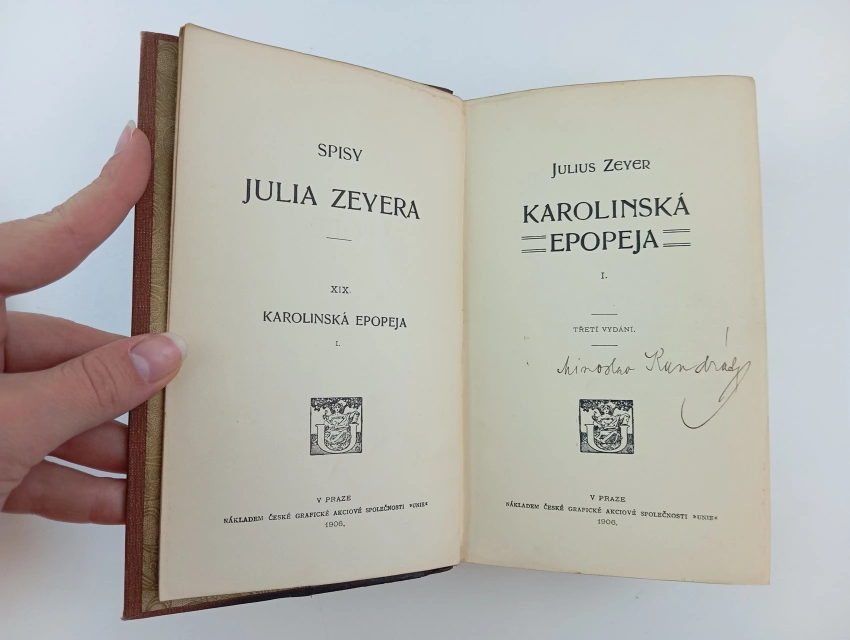 SPISY
JULIA ZEYERA
XIX.
KAROLINSKÁ EPOPEJA
I.
V PRAZE
NÁKLADEM ČESKÉ GRAFICKÉ AKCIOVÉ SPOLEČNOSTI »UNIE«
1906.
JULIUS ZEYER
KAROLINSKÁ
EPOPEJA
I.
TŘETÍ VYDÁNÍ.
V PRAZE
NÁKLADEM ČESKÉ GRAFICKÉ AKCIOVÉ SPOLEČNOSTI »UNIE«
1906.